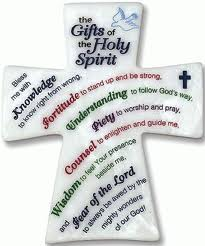 the
Gifts of
the Holy
Spirit
Bless
me with
Knowledge
to know right from wrong,
Fortitude to stand up and be strong,
Understanding to follow God's way,
Piety to worship and pray,
Counsel to enlighten and guide me,
Wisdom to feel Your presence
beside me,
and Fear of the Lord
to always be awed by the
mighty wonders
of our God!